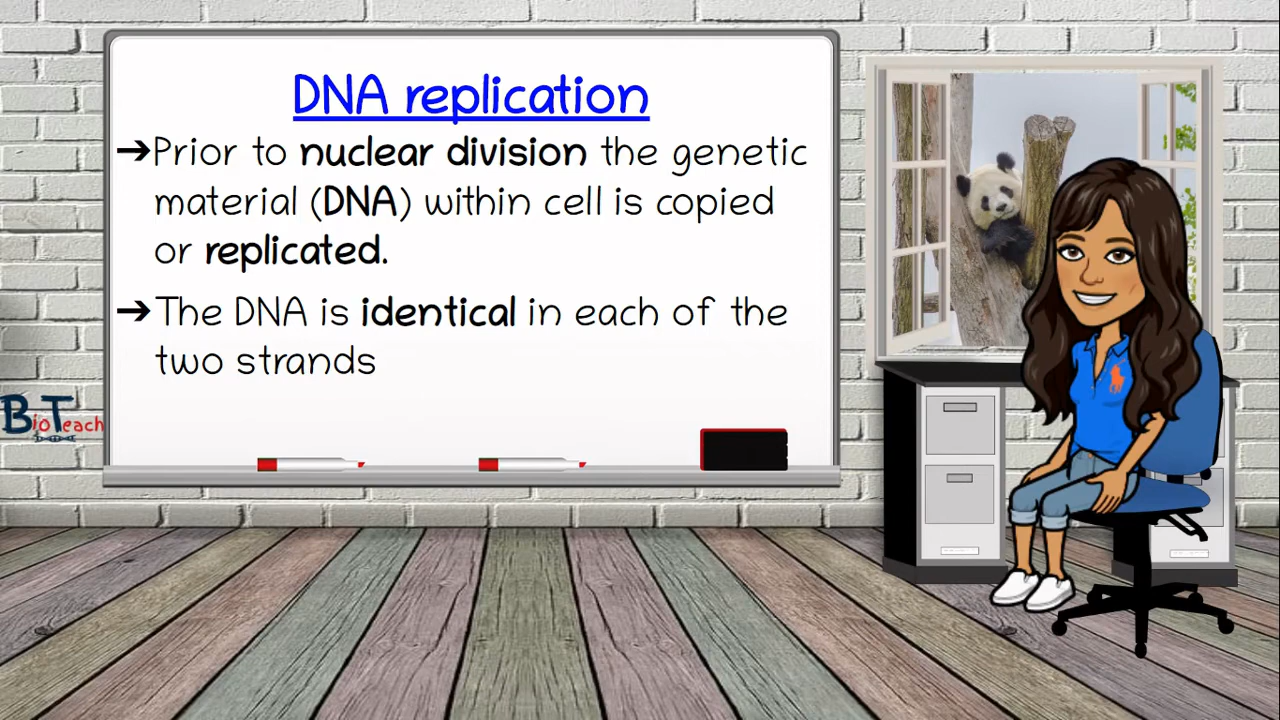 DNA replication
➔Prior to nuclear division the genetic
material (DNA) within cell is copied
or replicated.
➔The DNA is identical in each of the
two strands
BioTeach